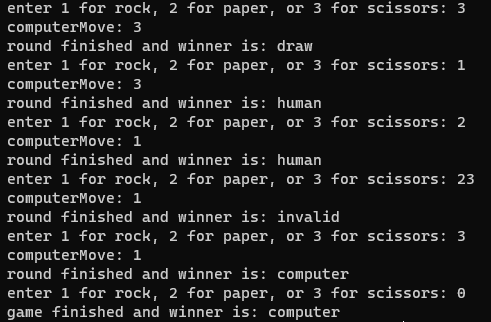 enter 1 for rock, 2 for paper, or 3 for scissors: 3
computerMove: 3
round finished and winner is: draw
enter 1 for rock, 2 for paper, or 3 for scissors: 1
computerMove: 3
round finished and winner is: human
enter 1 for rock, 2 for paper, or 3 for scissors: 2
computerMove: 1
round finished and winner is: human
enter 1 for rock, 2 for paper, or 3 for scissors: 23
computerMove: 1
round finished and winner is: invalid
enter 1 for rock, 2 for paper, or 3 for scissors: 3
computerMove: 1
round finished and winner is: computer
enter 1 for rock, 2 for paper, or 3 for scissors: 0
game finished and winner is: computer